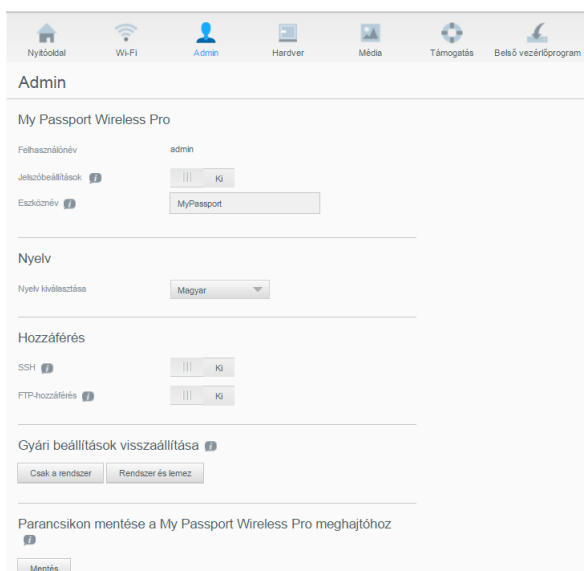 Nyitóoldal Wi-Fi Admin Hardver Média Támogatás Belső vezérlőprogram
Admin
My Passport Wireless Pro
Felhasználónév admin
Jelszóbeállítások Ki
Eszköznév MyPassport
Nyelv
Nyelv kiválasztása Magyar
Hozzáférés
SSH Ki
FTP-hozzáférés Ki
Gyári beállítások visszaállítása
Csak a rendszer Rendszer és lemez
Parancsikon mentése a My Passport Wireless Pro meghajtóhoz
Mentés